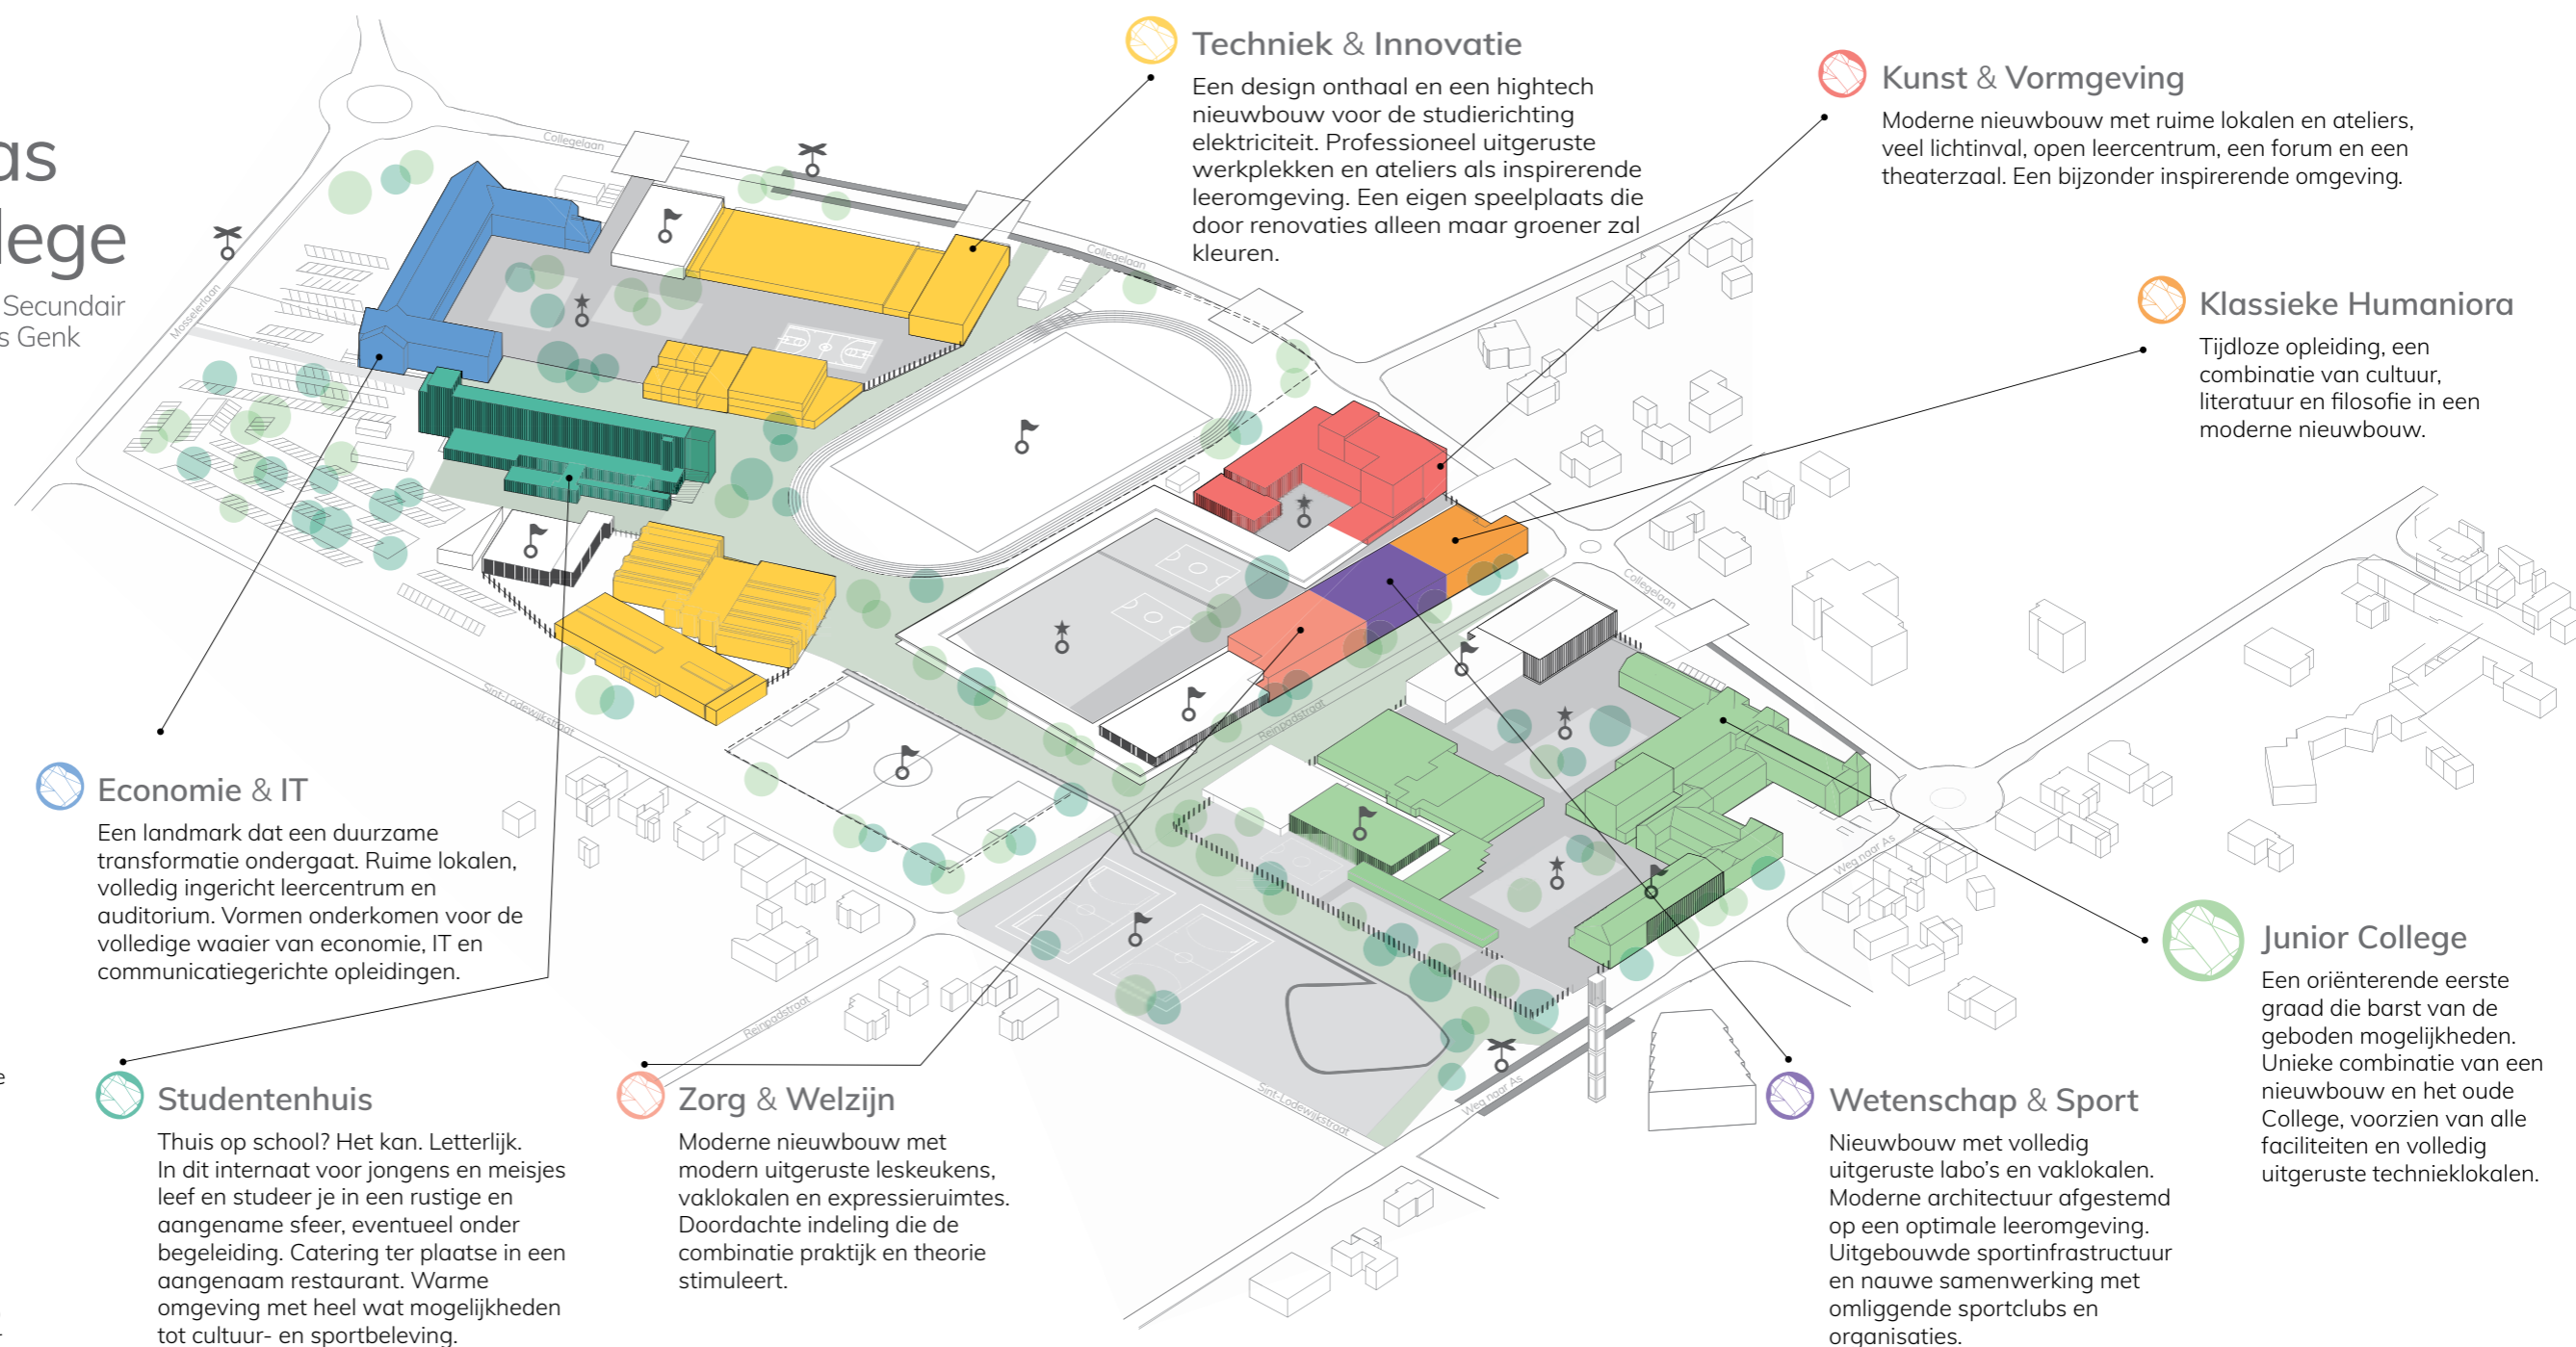 as
lege
Secundair
s Genk
Techniek & Innovatie
Een design onthaal en een hightech
nieuwbouw voor de studierichting
elektriciteit. Professioneel uitgeruste
werkplekken en ateliers als inspirerende
leeromgeving. Een eigen speelplaats die
door renovaties alleen maar groener zal
kleuren.
Kunst & Vormgeving
Moderne nieuwbouw met ruime lokalen en ateliers,
veel lichtinval, open leercentrum, een forum en een
theaterzaal. Een bijzonder inspirerende omgeving.
Klassieke Humaniora
Tijdloze opleiding, een
combinatie van cultuur,
literatuur en filosofie in een
moderne nieuwbouw.
Collegelaan
Collegelaan
Mosselerlaan
Collegelaan
Sint-Lodewijkstraat
Reinpadstraat
Weg naar As
Reinpadstraat
Sint-Lodewijkstraat
Weg naar As
Economie & IT
Een landmark dat een duurzame
transformatie ondergaat. Ruime lokalen,
volledig ingericht leercentrum en
auditorium. Vormen onderkomen voor de
volledige waaier van economie, IT en
communicatiegerichte opleidingen.
Junior College
Een oriënterende eerste
graad die barst van de
geboden mogelijkheden.
Unieke combinatie van een
nieuwbouw en het oude
College, voorzien van alle
faciliteiten en volledig
uitgeruste technieklokalen.
e
Studentenhuis
Thuis op school? Het kan. Letterlijk.
In dit internaat voor jongens en meisjes
leef en studeer je in een rustige en
aangename sfeer, eventueel onder
begeleiding. Catering ter plaatse in een
aangenaam restaurant. Warme
omgeving met heel wat mogelijkheden
tot cultuur- en sportbeleving.
Zorg & Welzijn
Moderne nieuwbouw met
modern uitgeruste leskeukens,
vaklokalen en expressieruimtes.
Doordachte indeling die de
combinatie praktijk en theorie
stimuleert.
Wetenschap & Sport
Nieuwbouw met volledig
uitgeruste labo's en vaklokalen.
Moderne architectuur afgestemd
op een optimale leeromgeving.
Uitgebouwde sportinfrastructuur
en nauwe samenwerking met
omliggende sportclubs en
organisaties.